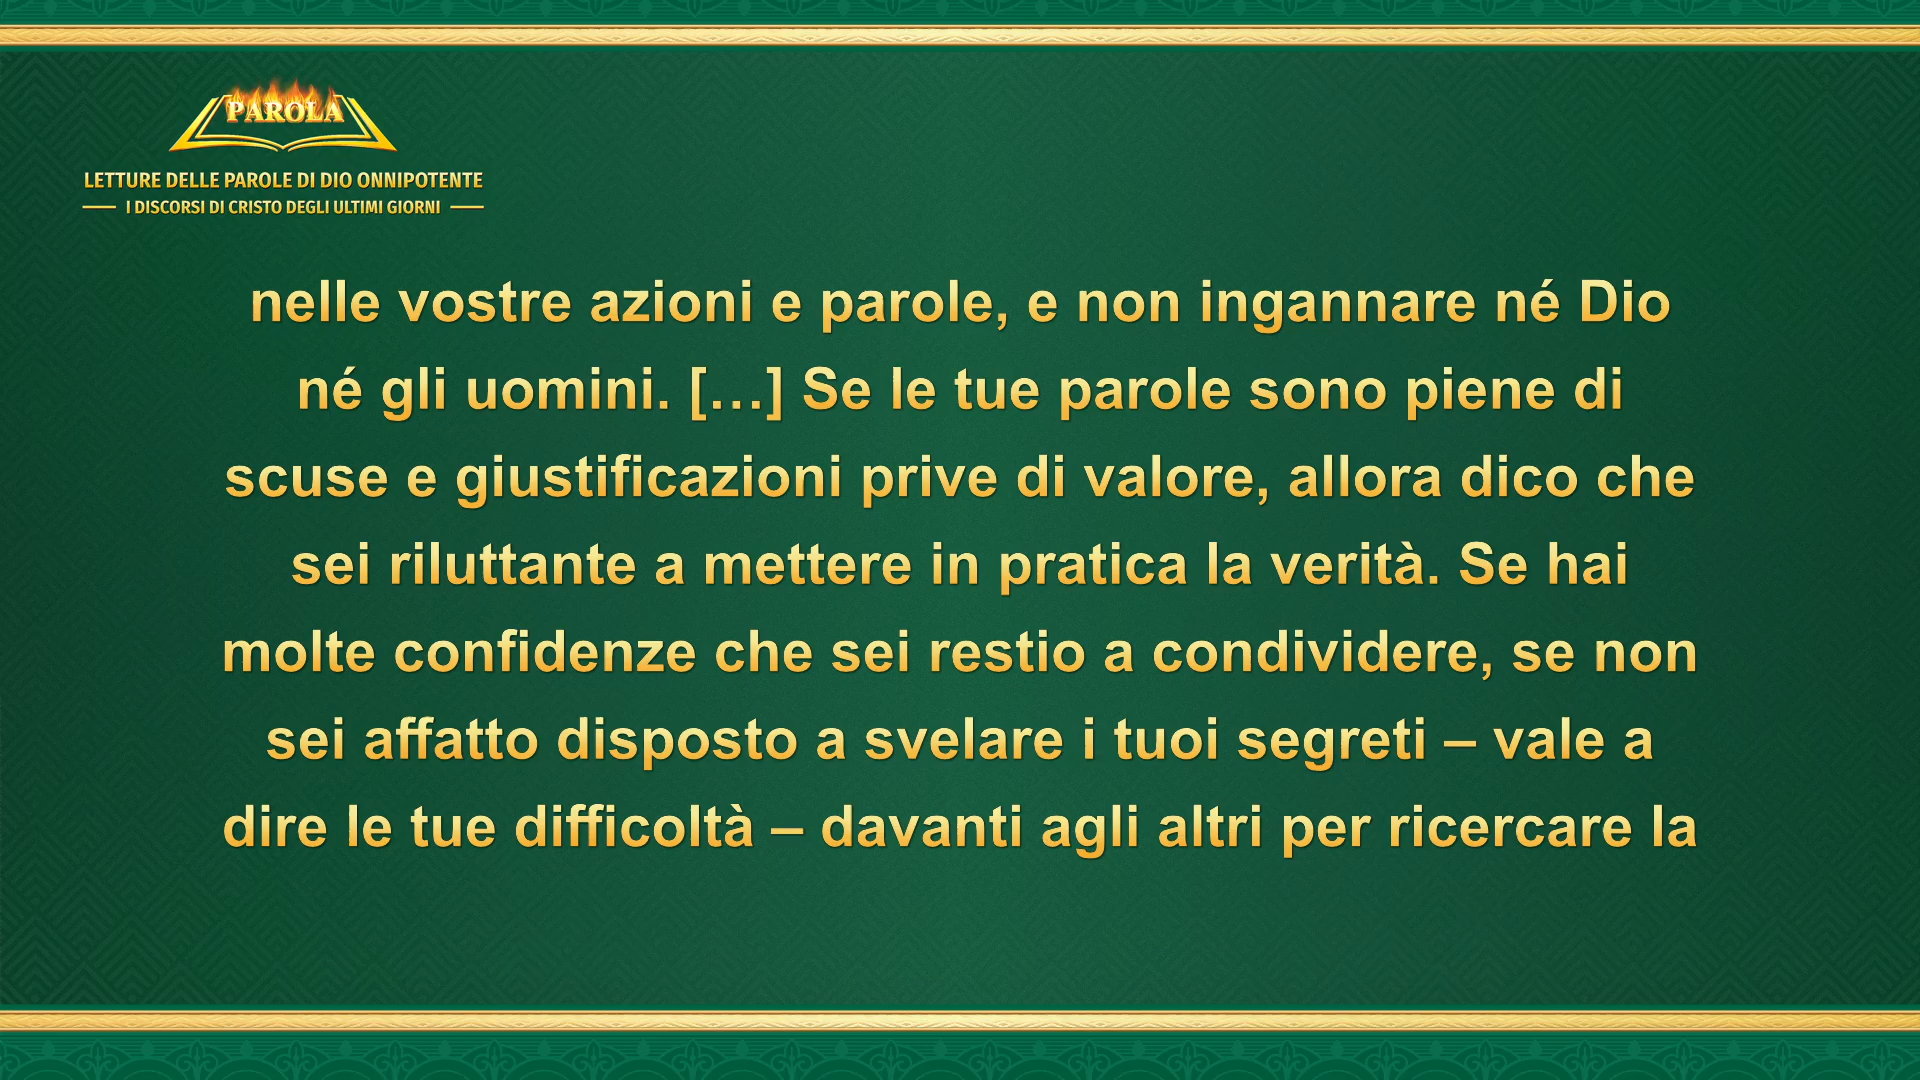 PAROLA
LETTURE DELLE PAROLE DI DIO ONNIPOTENTE
I DISCORSI DI CRISTO DEGLI ULTIMI GIORNI
nelle vostre azioni e parole, e non ingannare né Dio
né gli uomini. […] Se le tue parole sono piene di
scuse e giustificazioni prive di valore, allora dico che
sei riluttante a mettere in pratica la verità. Se hai
molte confidenze che sei restio a condividere, se non
sei affatto disposto a svelare i tuoi segreti – vale a
dire le tue difficoltà – davanti agli altri per ricercare la